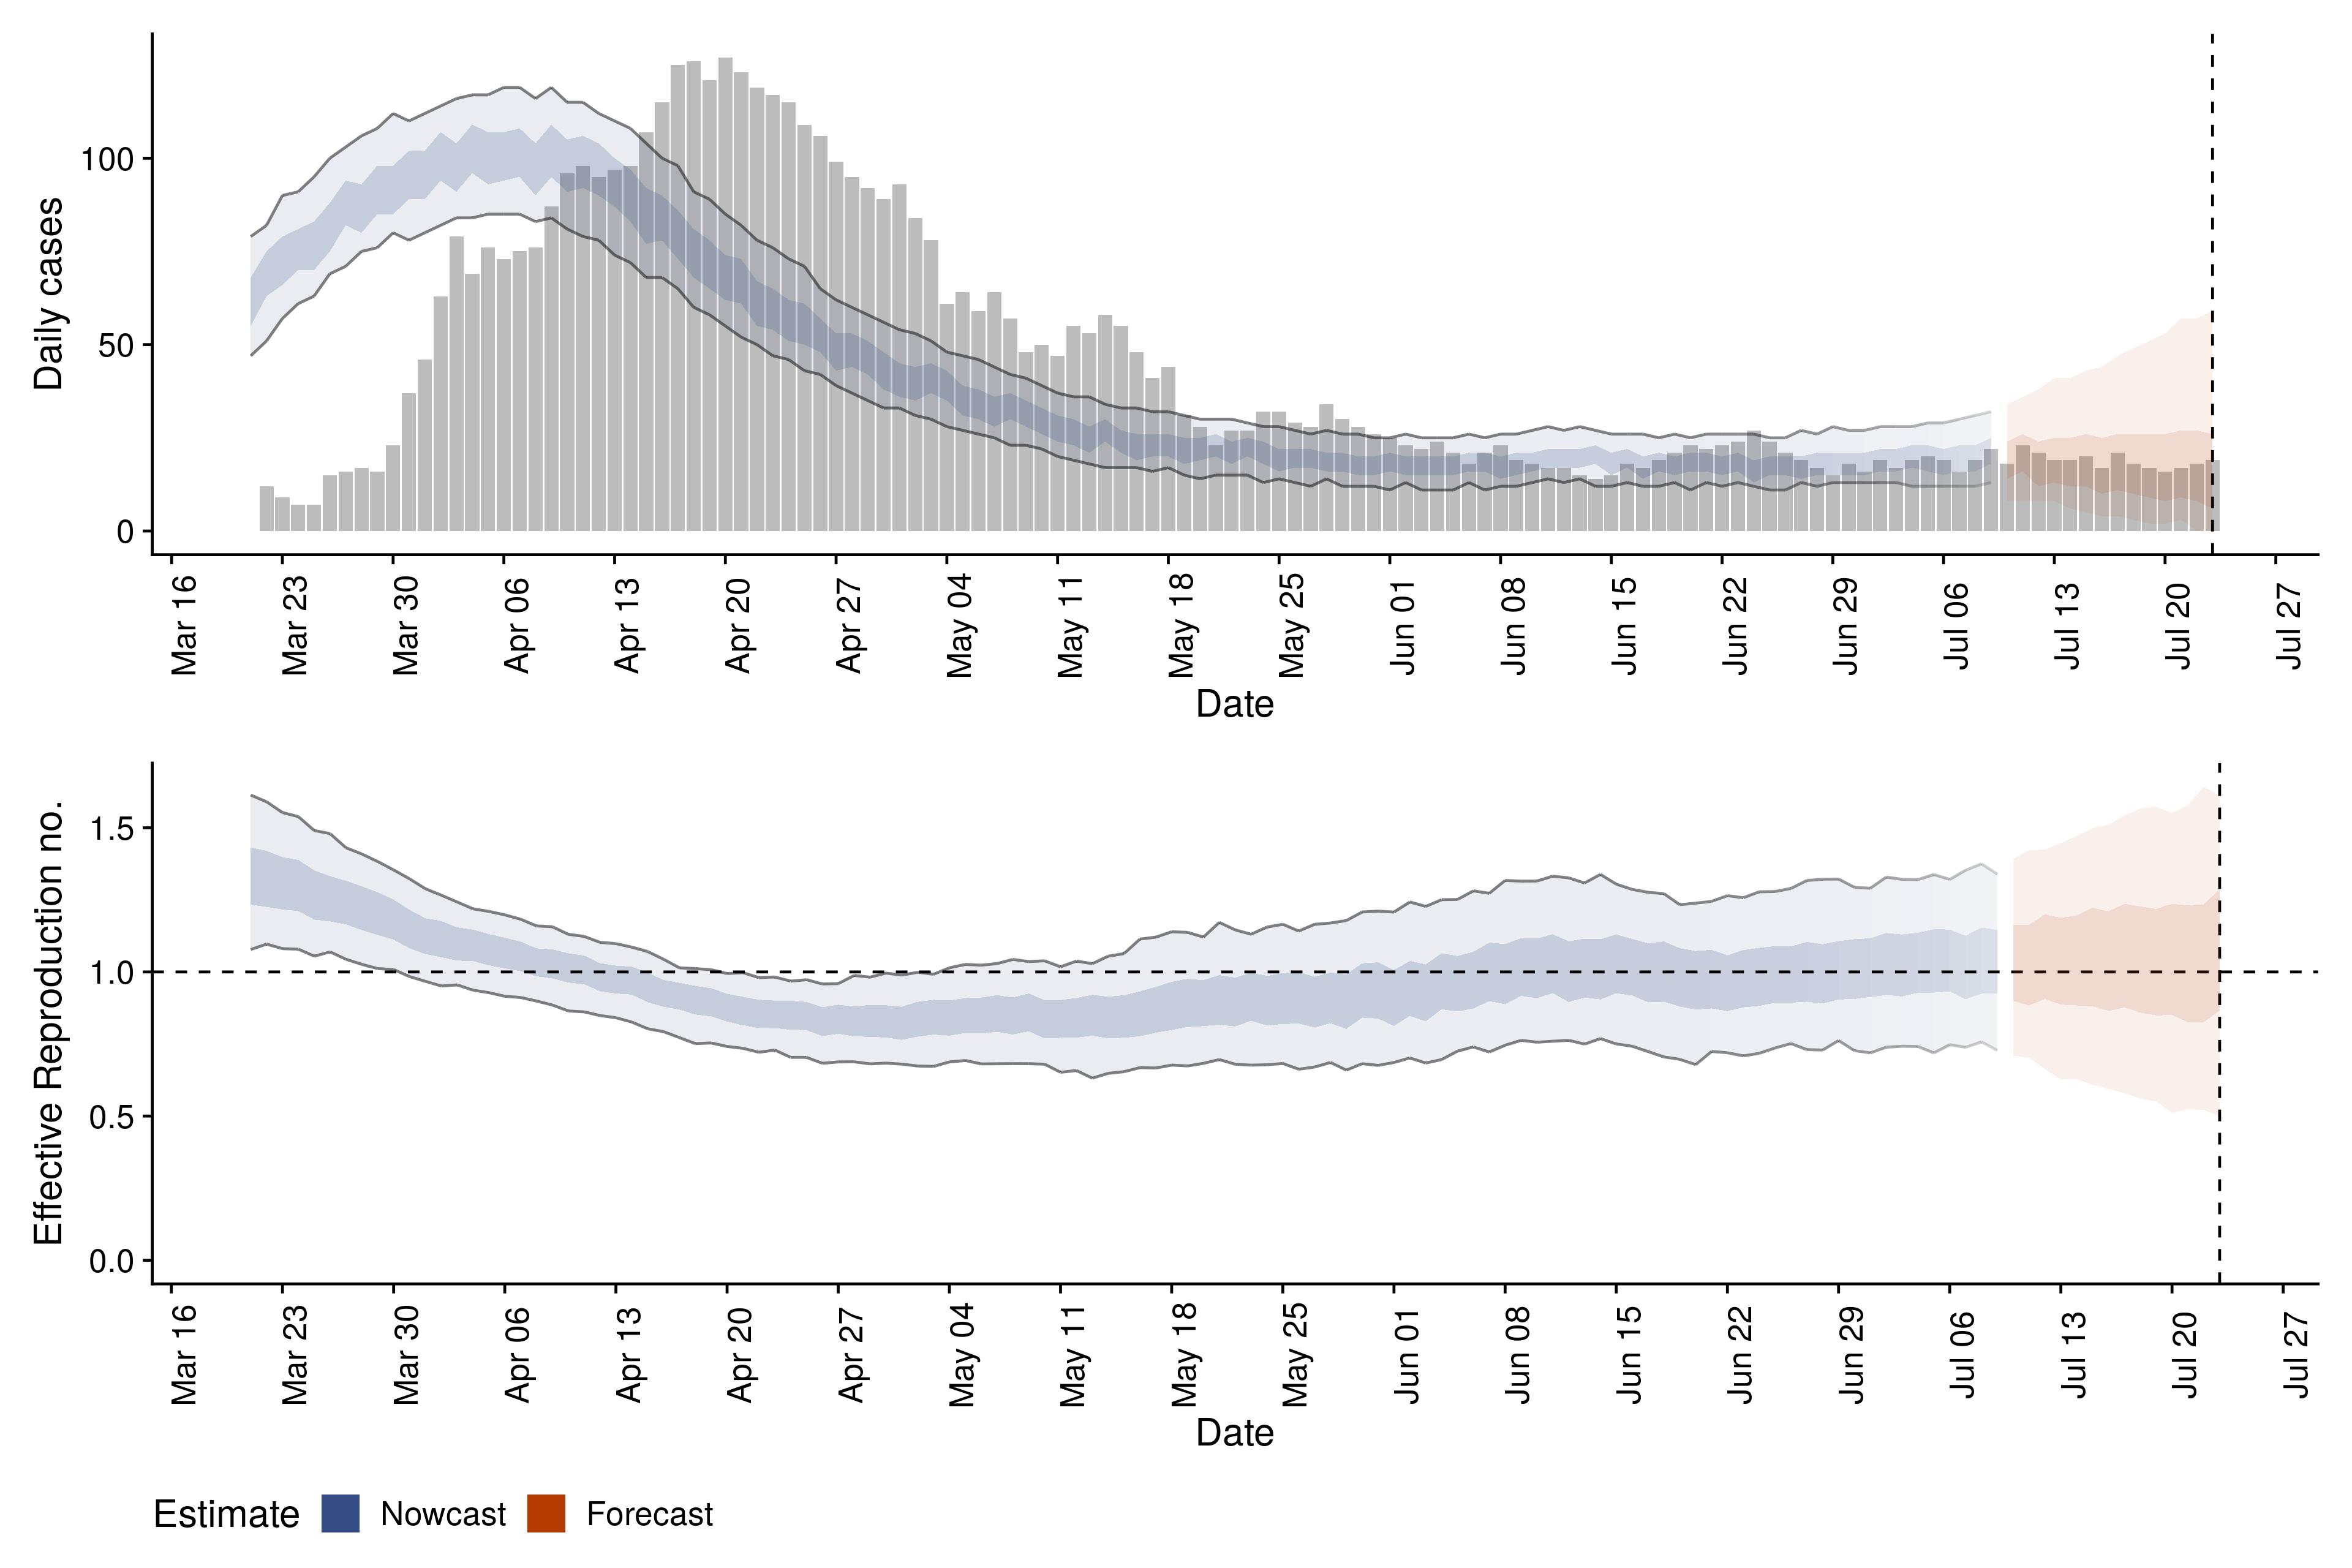 Daily cases
100
50
0
Mar 16
Mar 23
Mar 30
Apr 06
Apr 13
Apr 20
Apr 27
May 04
May 11
May 18
May 25
Jun 01
Jun 08
Jun 15
Jun 22
Jun 29
Jul 06
Jul 13
Jul 20
Jul 27
Date
Effective Reproduction no.
1.5
1.0
0.5
0.0
Mar 16
Mar 23
Mar 30
Apr 06
Apr 13
Apr 20
Apr 27
May 04
May 11
May 18
May 25
Jun 01
Jun 08
Jun 15
Jun 22
Jun 29
Jul 06
Jul 13
Jul 20
Jul 27
Date
Estimate Nowcast Forecast